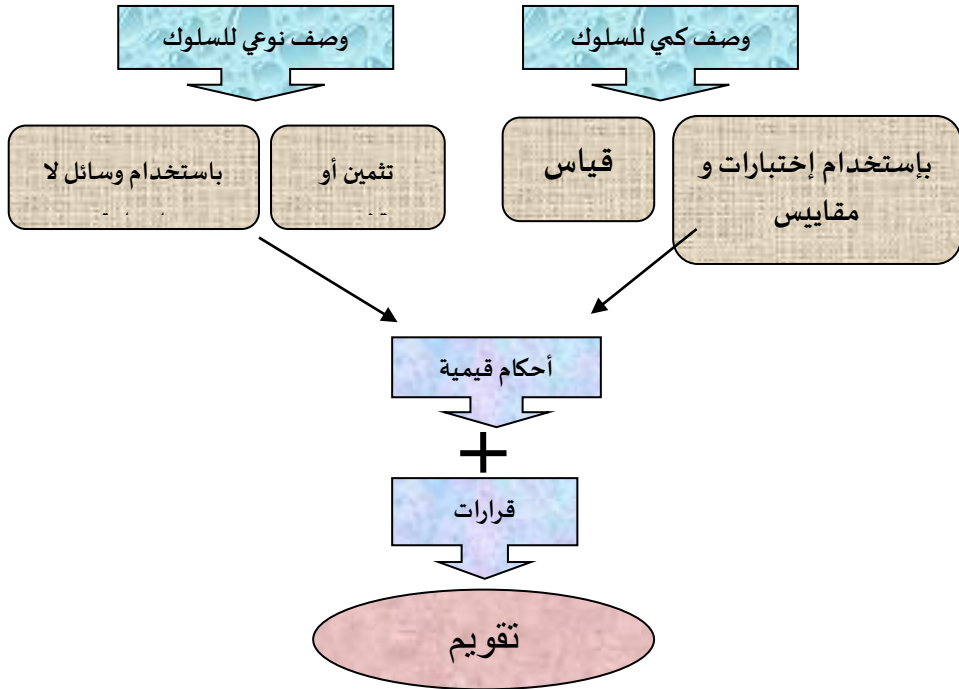 وصف كمي للسلوك
وصف نوعي للسلوك
بإستخدام إختبارات و
مقاييس
قياس
تثمين أو
باستخدام وسائل لا
أحكام قيمية
+
قرارات
تقويم